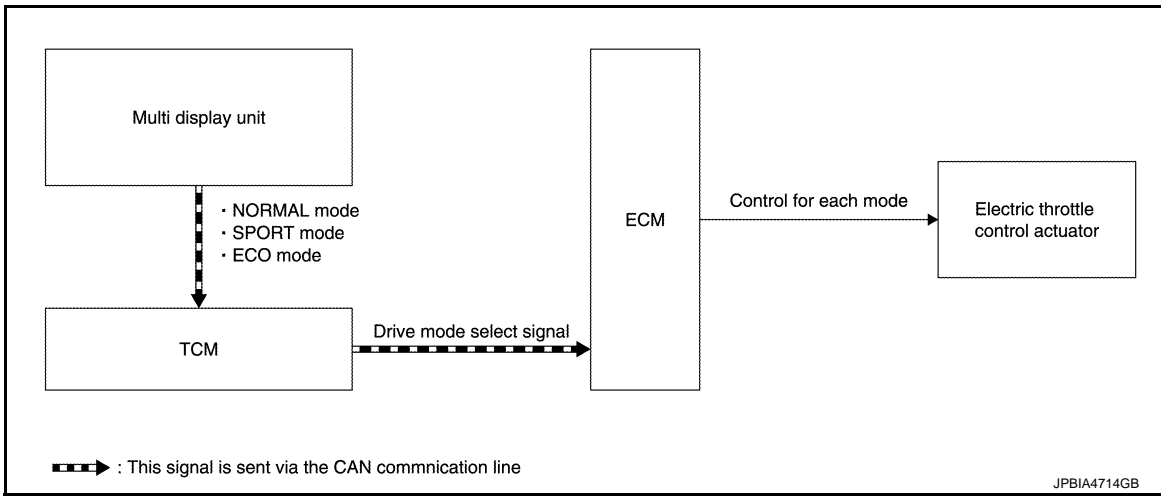 Multi display unit
・NORMAL mode
・SPORT mode
・ECO mode
TCM
Drive mode select signal
ECM
Control for each mode
Electric throttle
control actuator
: This signal is sent via the CAN commnication line
JPBIA4714GB